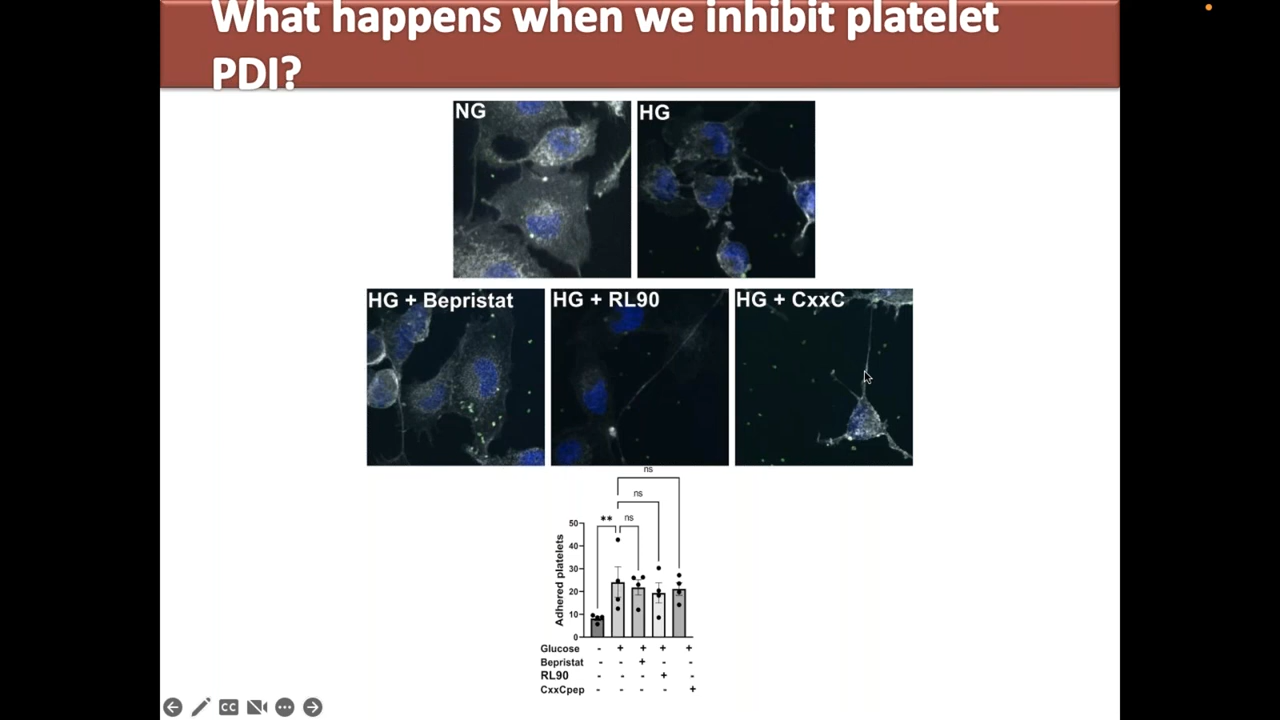 What happens when we inhibit platelet
PDI?
NG
HG
HG + Bepristat
HG + RL90
HG + CxxC
ns
ns
** ns
50
40
30
20
10
0
Adhered platelets
Glucose - + + + +
Bepristat - - + - -
RL90 - - - + -
CxxCpep - - - - +
CC